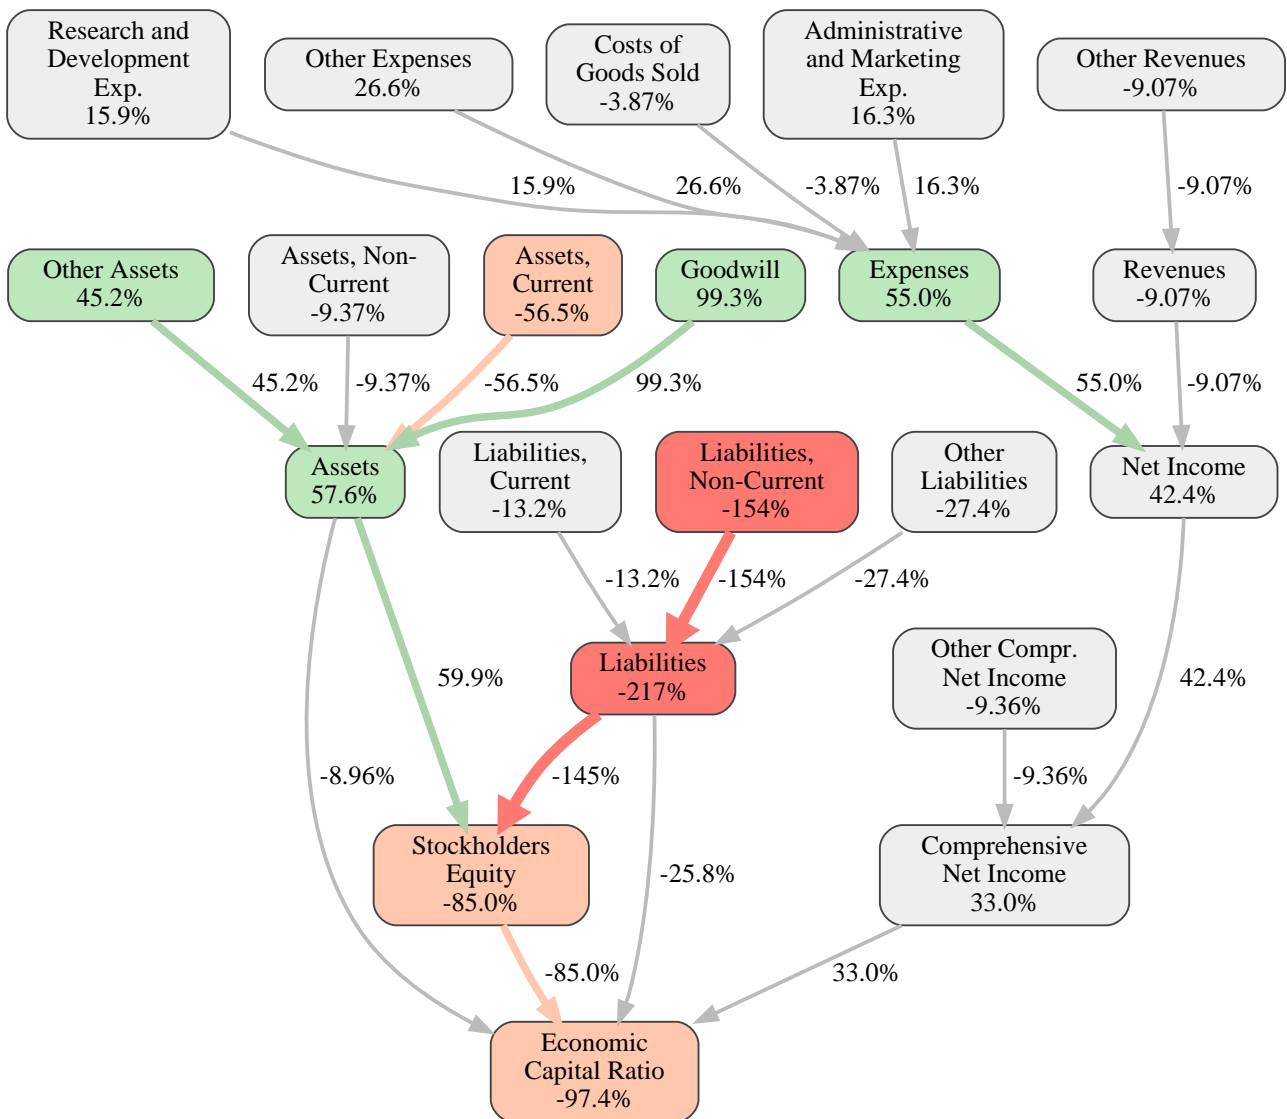 Research and
Development
Exp.
15.9%
Other Expenses
26.6%
Costs of
Goods Sold
-3.87%
Administrative
and Marketing
Exp.
16.3%
Other Revenues
-9.07%
15.9%
26.6%
-3.87%
16.3%
-9.07%
Other Assets
45.2%
Assets, Non-
Current
-9.37%
Assets,
Current
-56.5%
Goodwill
99.3%
Expenses
55.0%
Revenues
-9.07%
45.2%
-9.37%
-56.5%
99.3%
55.0%
-9.07%
Assets
57.6%
Liabilities,
Current
-13.2%
Liabilities,
Non-Current
-154%
Other
Liabilities
-27.4%
Net Income
42.4%
-13.2%
-154%
-27.4%
59.9%
Liabilities
-217%
Other Compr.
Net Income
-9.36%
42.4%
-8.96%
-145%
-9.36%
Stockholders
Equity
-85.0%
-25.8%
Comprehensive
Net Income
33.0%
-85.0%
33.0%
Economic
Capital Ratio
-97.4%